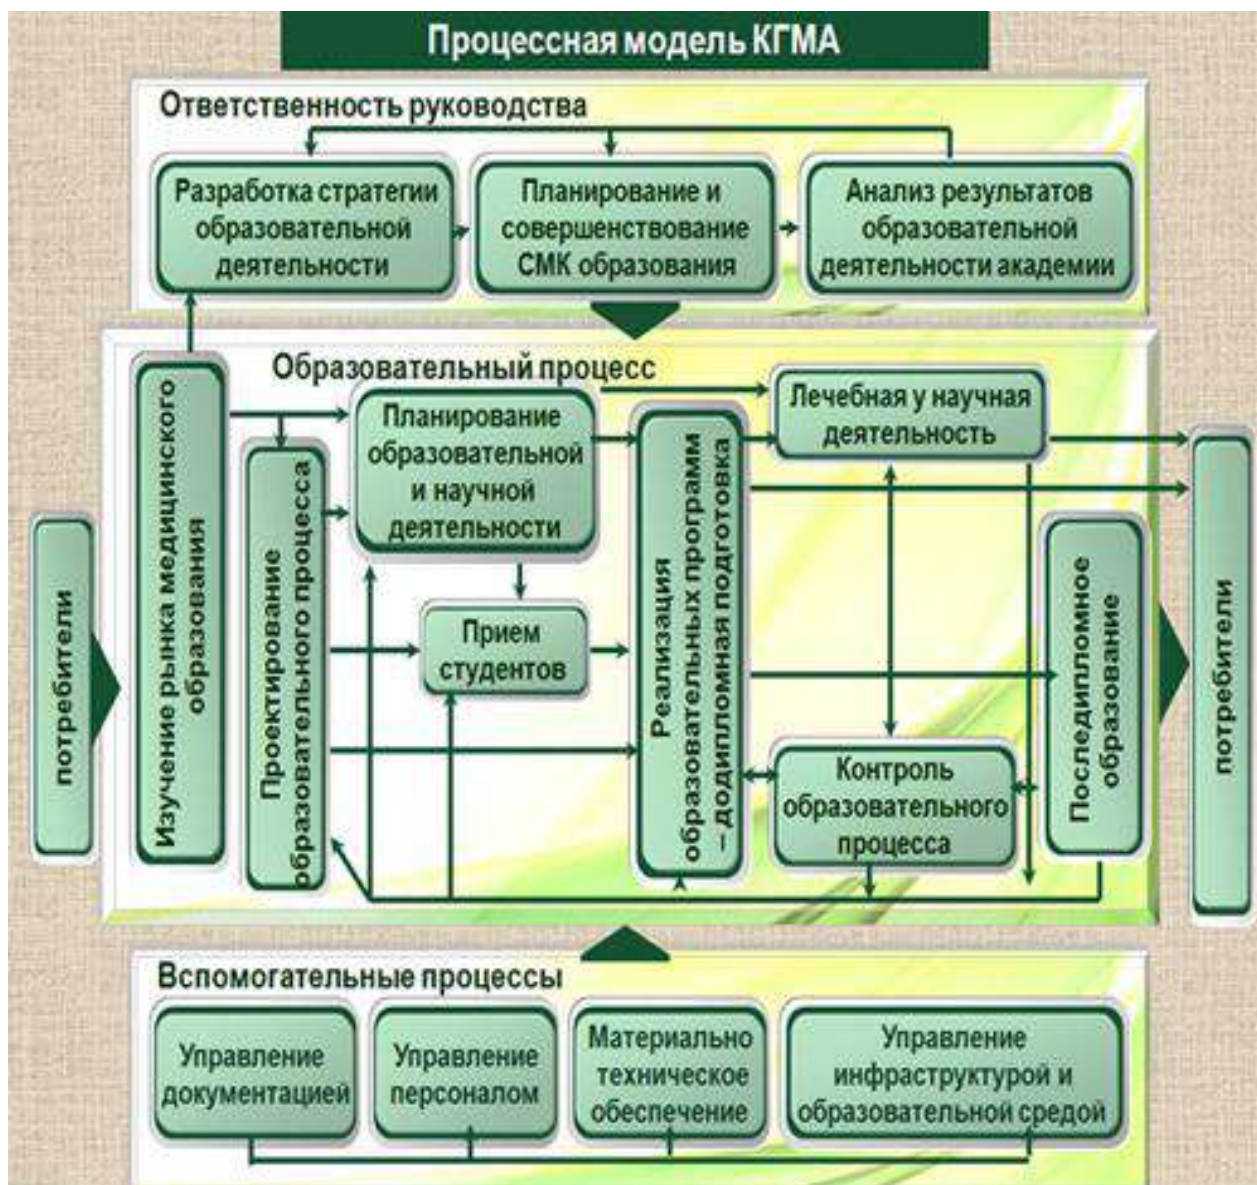 Процессная модель КГМА
Ответственность руководства
Разработка стратегии
образовательной
деятельности
Планирование и
совершенствование
СМК образования
Анализ результатов
образовательной
деятельности академии
Образовательный процесс
потребители
Изучение рынка медицинского
образования
Проектирование
образовательного процесса
Планирование
образовательной
и научной
деятельности
Прием
студентов
Реализация
образовательных программ
– додипломная подготовка
Лечебная у научная
деятельность
Контроль
образовательного
процесса
Последипломное
образование
потребители
Вспомогательные процессы
Управление
документацией
Управление
персоналом
Материально
техническое
обеспечение
Управление
инфраструктурой и
образовательной средой